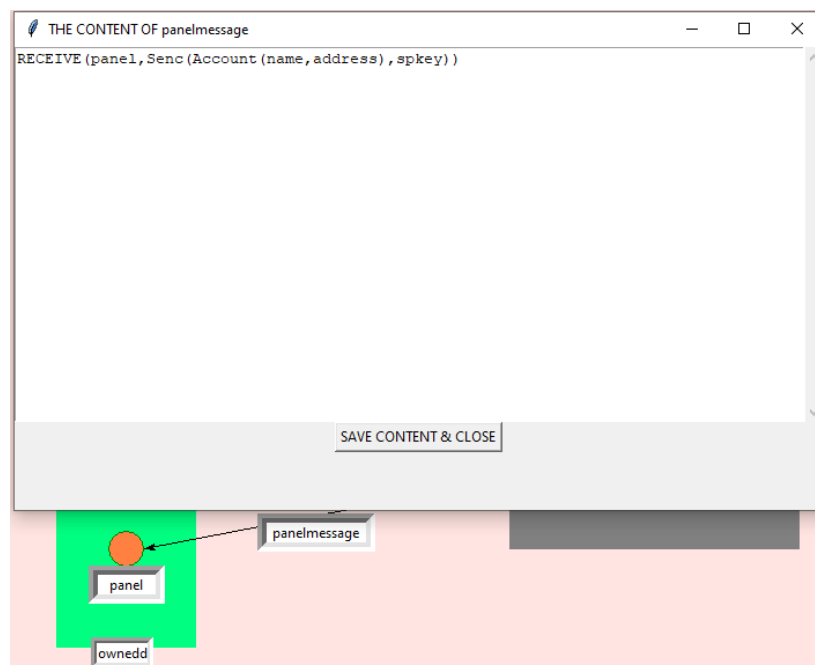 THE CONTENT OF panelmessage
RECEIVE(panel,Senc(Account(name,address),spkey))
SAVE CONTENT & CLOSE
panelmessage
panel
ownedd